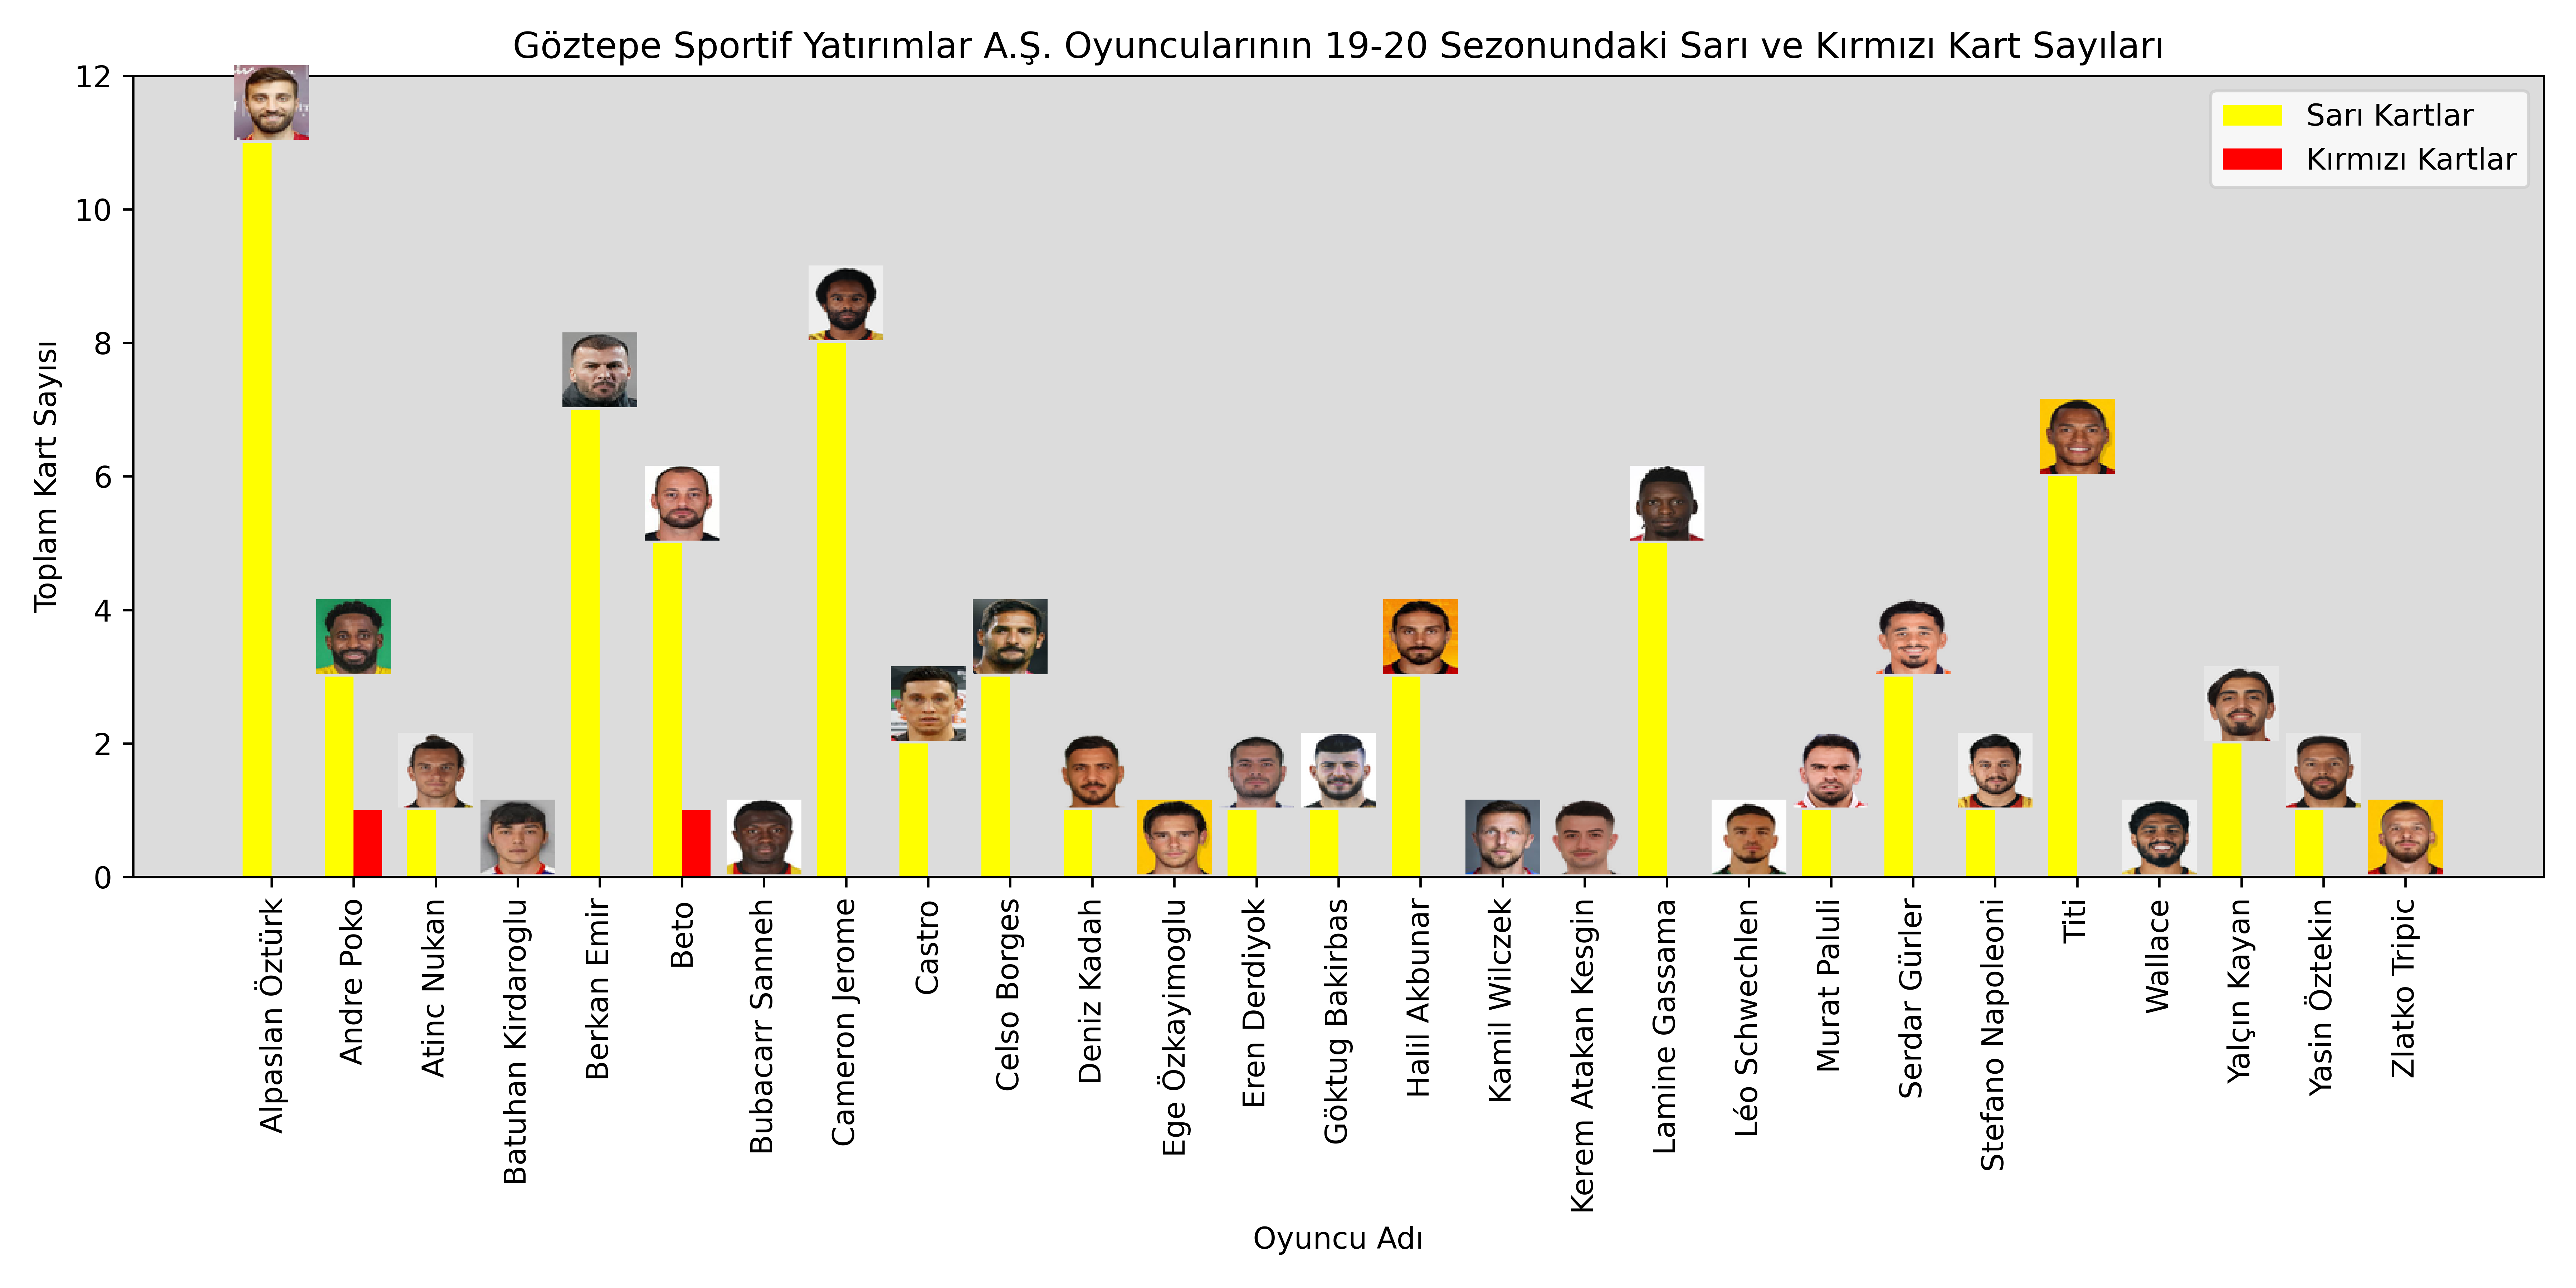 Göztepe Sportif Yatırımlar A.Ş. Oyuncularının 19-20 Sezonundaki Sarı ve Kırmızı Kart Sayıları
Sarı Kartlar
Kırmızı Kartlar
Toplam Kart Sayısı
12
10
8
6
4
2
0
Alpaslan Öztürk
Andre Poko
Atinc Nukan
Batuhan Kirdaroglu
Berkan Emir
Beto
Bubacarr Sanneh
Cameron Jerome
Castro
Celso Borges
Deniz Kadah
Ege Özkayimoglu
Eren Derdiyok
Göktug Bakirbas
Halil Akbunar
Kamil Wilczek
Kerem Atakan Kesgin
Lamine Gassama
Léo Schwechlen
Murat Paluli
Serdar Gürler
Stefano Napoleoni
Titi
Wallace
Yalçın Kayan
Yasin Öztekin
Zlatko Tripic
Oyuncu Adı